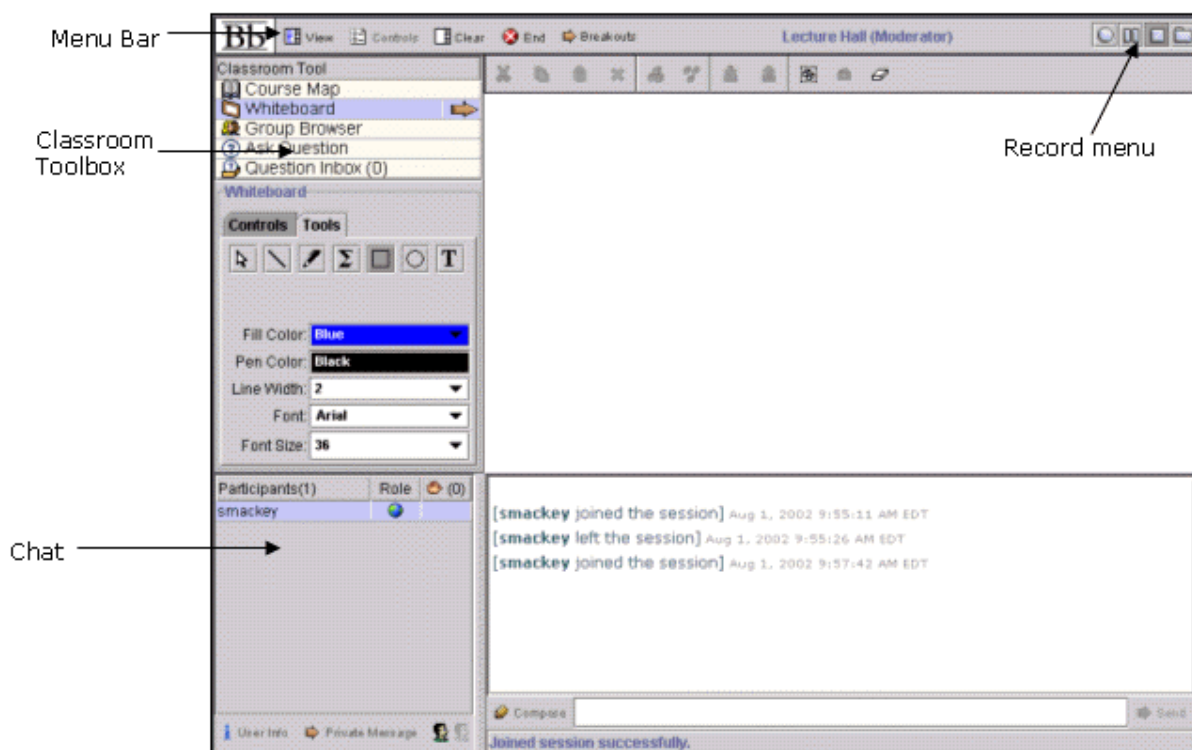 Menu Bar
Bb View Controls Clear End Breakouts Lecture Hall (Moderator)
Classroom Tool
Course Map
Whiteboard
Group Browser
Ask Question
Question Inbox (0)
Classroom
Toolbox
Record menu
Whiteboard
Controls Tools
Σ T
Fill Color: Blue
Pen Color: Black
Line Width: 2
Font: Arial
Font Size: 36
Participants(1) Role (0)
smackey
Chat
[smackey joined the session] Aug 1, 2002 9:55:11 AM EDT
[smackey left the session] Aug 1, 2002 9:55:26 AM EDT
[smackey joined the session] Aug 1, 2002 9:57:42 AM EDT
Compose Send
User Info Private Message
Joined session successfully.